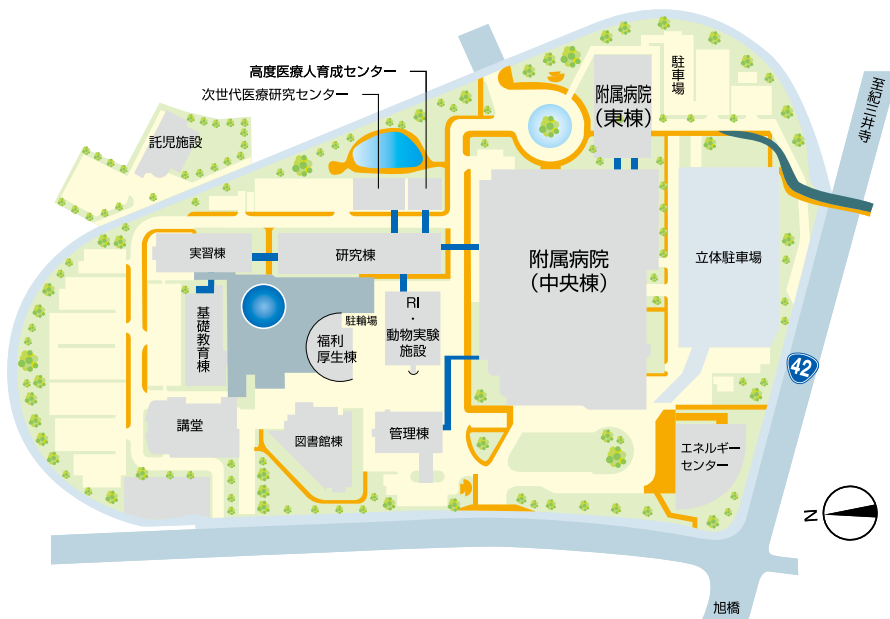 高度医療人育成センター
次世代医療研究センター
託児施設
附属病院
(東棟)
駐車場
至紀三井寺
実習棟
研究棟
附属病院
(中央棟)
立体駐車場
基礎教育棟
駐輪場
福利
厚生棟
RI
・
動物実験
施設
42
講堂
図書館棟
管理棟
エネルギー
センター
N
旭橋